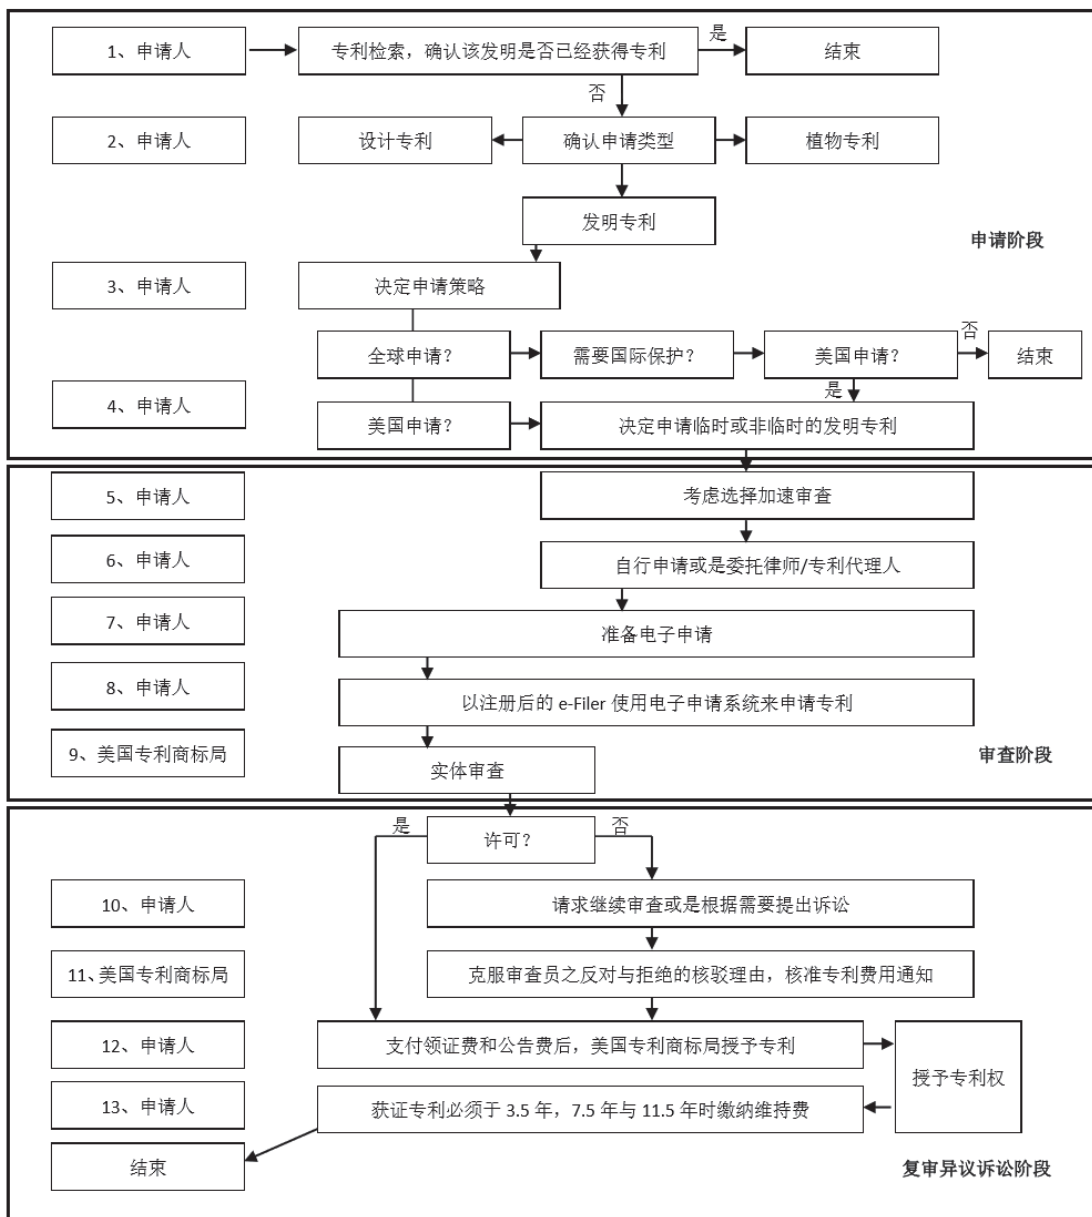 1、申请人
专利检索，确认该发明是否已经获得专利
是
结束
否
2、申请人
设计专利
确认申请类型
植物专利
发明专利
申请阶段
3、申请人
决定申请策略
全球申请？
需要国际保护？
美国申请？
否
结束
是
4、申请人
美国申请？
决定申请临时或非临时的发明专利
5、申请人
考虑选择加速审查
6、申请人
自行申请或是委托律师/专利代理人
7、申请人
准备电子申请
8、申请人
以注册后的 e-Filer 使用电子申请系统来申请专利
9、美国专利商标局
实体审查
审查阶段
是
许可？
否
10、申请人
请求继续审查或是根据需要提出诉讼
11、美国专利商标局
克服审查员之反对与拒绝的核驳理由，核准专利费用通知
12、申请人
支付领证费和公告费后，美国专利商标局授予专利
授予专利权
13、申请人
获证专利必须于 3.5 年，7.5 年与 11.5 年时缴纳维持费
结束
复审异议诉讼阶段